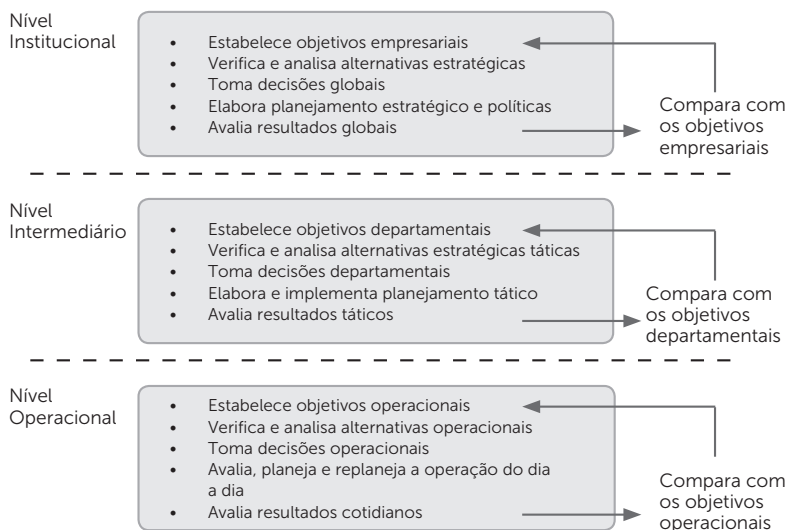 Nível
Institucional
• Estabelece objetivos empresariais
• Verifica e analisa alternativas estratégicas
• Toma decisões globais
• Elabora planejamento estratégico e políticas
• Avalia resultados globais
Compara com
os objetivos
empresariais
Nível
Intermediário
• Estabelece objetivos departamentais
• Verifica e analisa alternativas estratégicas táticas
• Toma decisões departamentais
• Elabora e implementa planejamento tático
• Avalia resultados táticos
Compara com
os objetivos
departamentais
Nível
Operacional
• Estabelece objetivos operacionais
• Verifica e analisa alternativas operacionais
• Toma decisões operacionais
• Avalia, planeja e replaneja a operação do dia
a dia
• Avalia resultados cotidianos
Compara com
os objetivos
operacionais